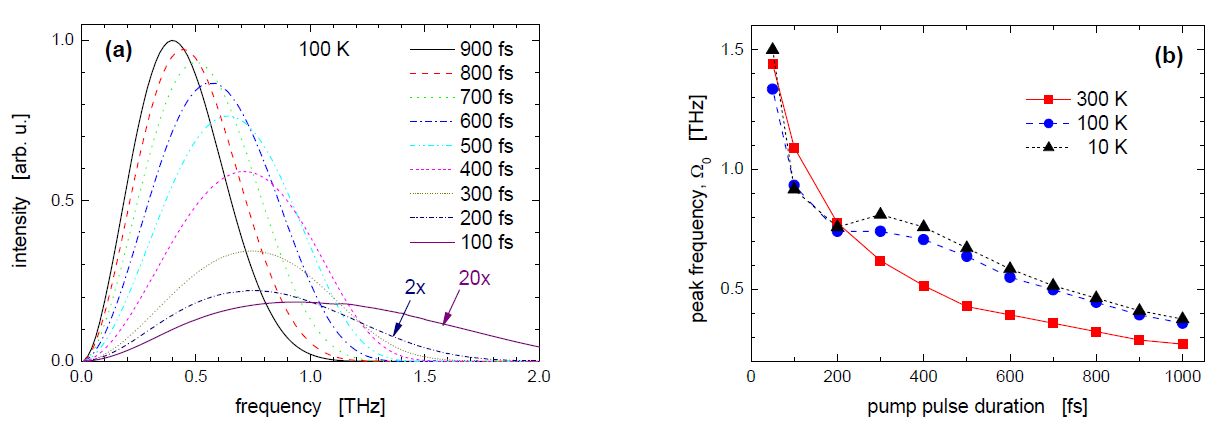 (a)
100 K
900 fs
800 fs
700 fs
600 fs
500 fs
400 fs
300 fs
200 fs
100 fs
2x
20x
1.0
0.5
0.0
intensity [arb. u.]
0.0 0.5 1.0 1.5 2.0
frequency [THz]
(b)
300 K
100 K
10 K
1.5
1.0
0.5
peak frequency, Ω₀ [THz]
0 200 400 600 800 1000
pump pulse duration [fs]